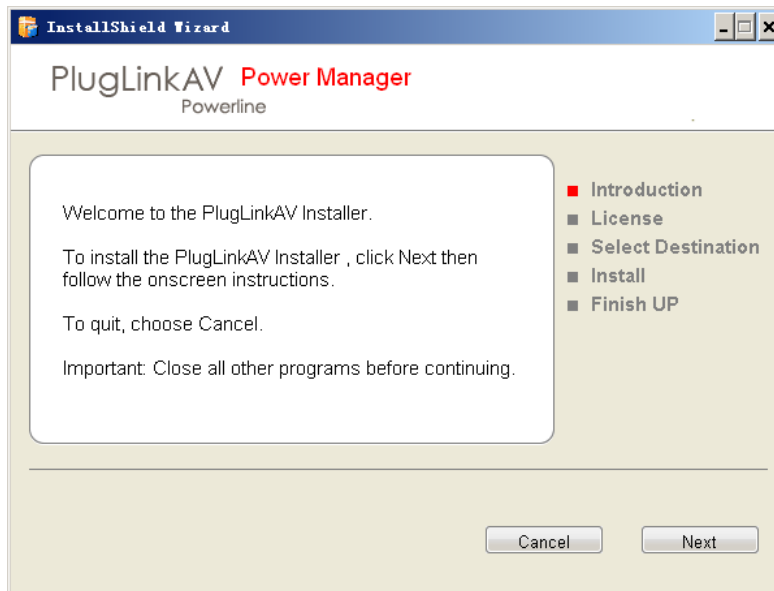 InstallShield Wizard
PlugLinkAV Power Manager
Powerline
Welcome to the PlugLinkAV Installer.
To install the PlugLinkAV Installer , click Next then
follow the onscreen instructions.
To quit, choose Cancel.
Important: Close all other programs before continuing.
Introduction
License
Select Destination
Install
Finish UP
Cancel
Next